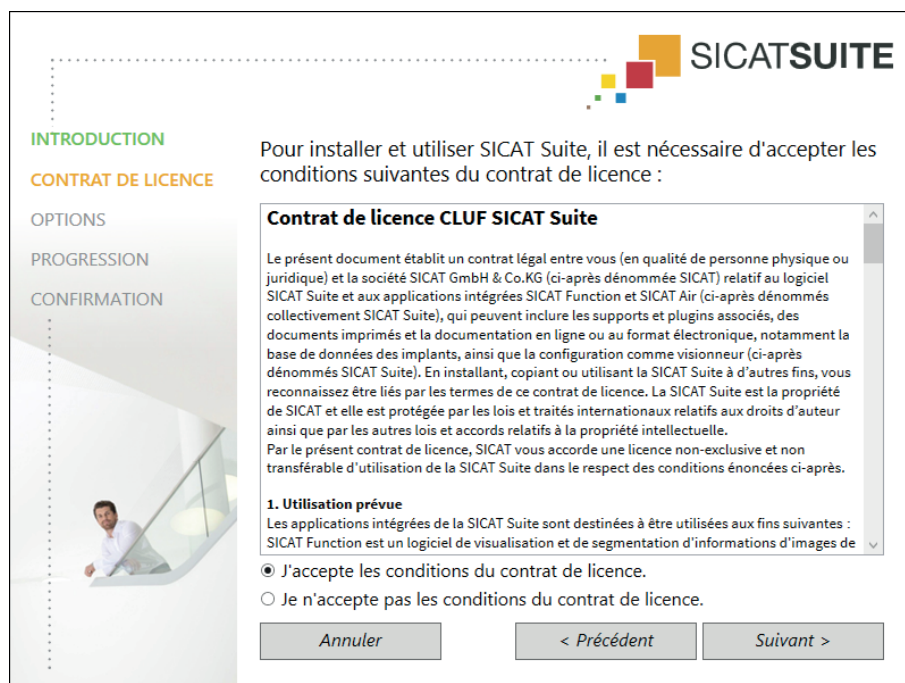 SICATSUITE
INTRODUCTION
CONTRAT DE LICENCE
OPTIONS
PROGRESSION
CONFIRMATION
Pour installer et utiliser SICAT Suite, il est nécessaire d'accepter les
conditions suivantes du contrat de licence :
Contrat de licence CLUF SICAT Suite
Le présent document établit un contrat légal entre vous (en qualité de personne physique ou
juridique) et la société SICAT GmbH & Co.KG (ci-après dénommée SICAT) relatif au logiciel
SICAT Suite et aux applications intégrées SICAT Function et SICAT Air (ci-après dénommés
collectivement SICAT Suite), qui peuvent inclure les supports et plugins associés, des
documents imprimés et la documentation en ligne ou au format électronique, notamment la
base de données des implants, ainsi que la configuration comme visionneur (ci-après
dénommés SICAT Suite). En installant, copiant ou utilisant la SICAT Suite à d’autres fins, vous
reconnaissez être liés par les termes de ce contrat de licence. La SICAT Suite est la propriété
de SICAT et elle est protégée par les lois et traités internationaux relatifs aux droits d’auteur
ainsi que par les autres lois et accords relatifs à la propriété intellectuelle.
Par le présent contrat de licence, SICAT vous accorde une licence non-exclusive et non
transférable d'utilisation de la SICAT Suite dans le respect des conditions énoncées ci-après.
1. Utilisation prévue
Les applications intégrées de la SICAT Suite sont destinées à être utilisées aux fins suivantes :
SICAT Function est un logiciel de visualisation et de segmentation d'informations d'images de
J'accepte les conditions du contrat de licence.
Je n'accepte pas les conditions du contrat de licence.
Annuler
< Précédent
Suivant >